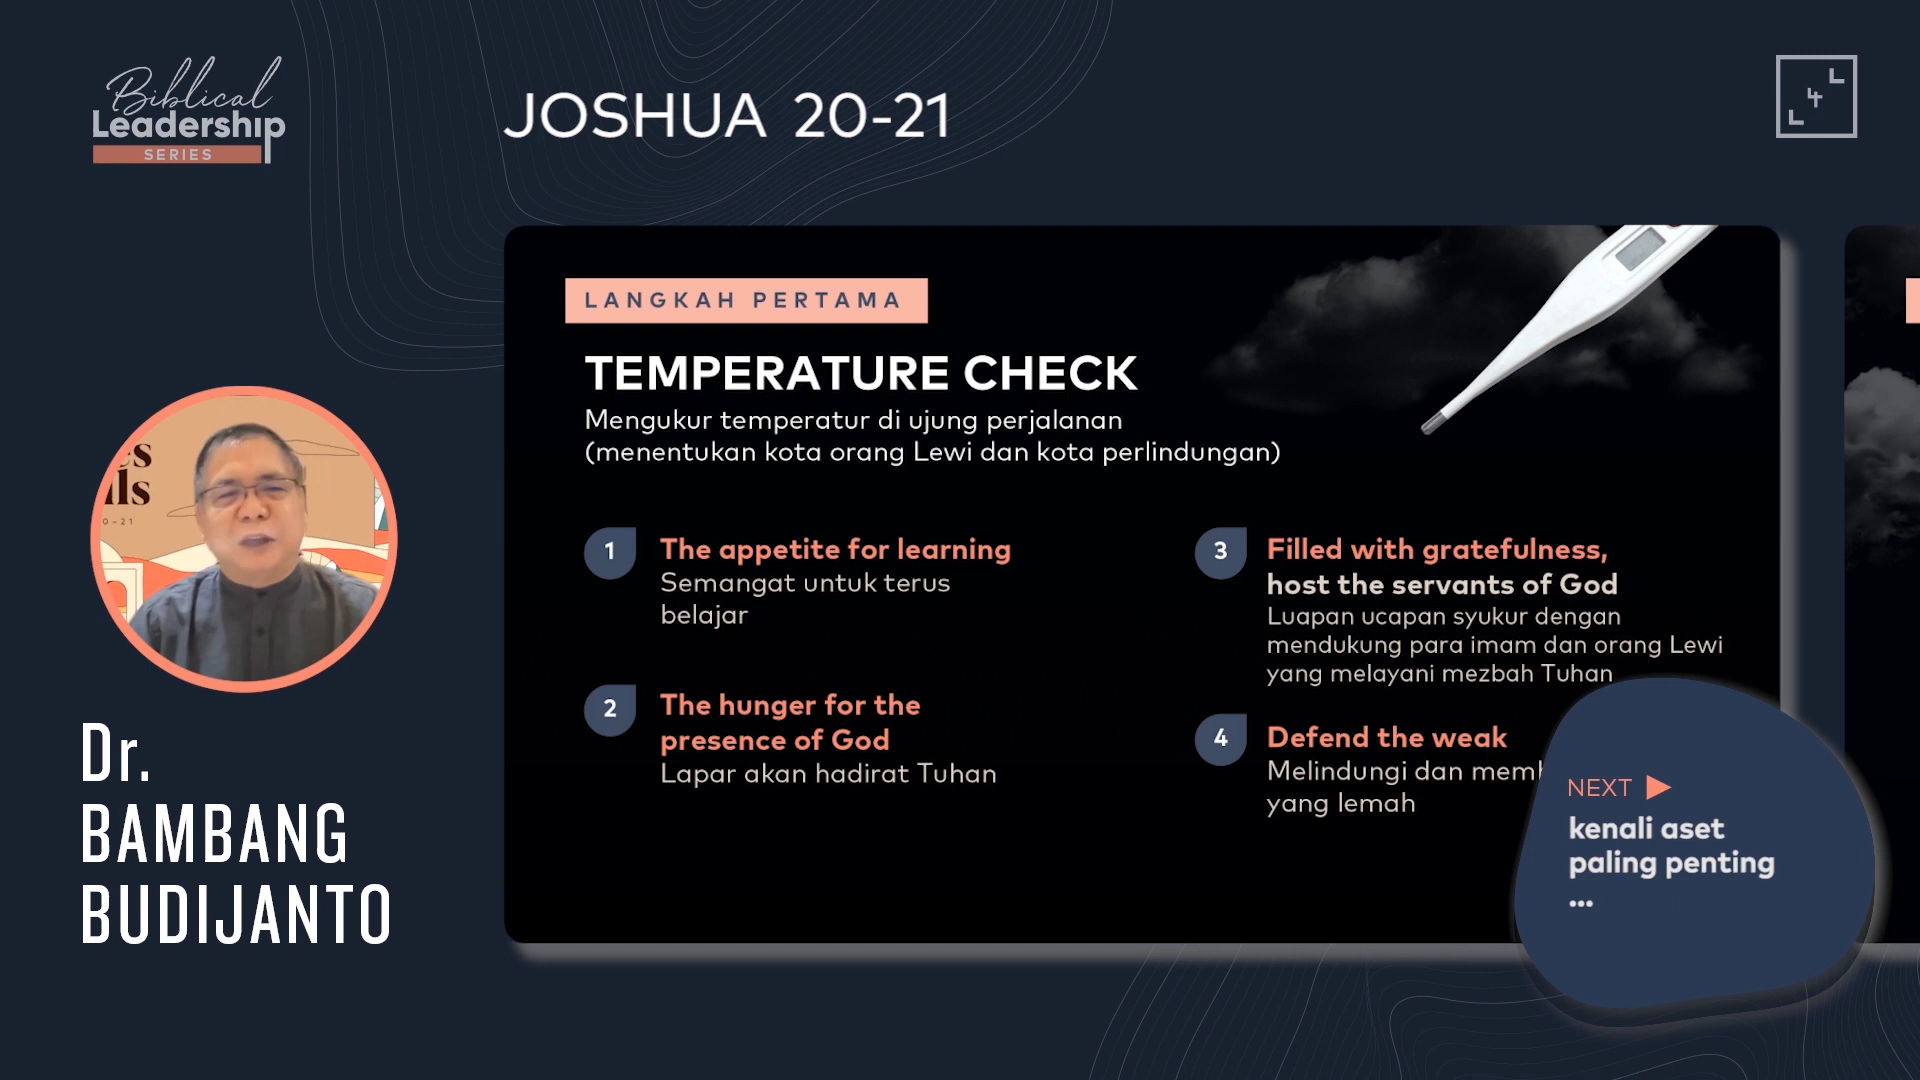 Biblical
Leadership
SERIES
JOSHUA 20-21
LANGKAH PERTAMA
TEMPERATURE CHECK
Mengukur temperatur di ujung perjalanan
(menentukan kota orang Lewi dan kota perlindungan)
1
The appetite for learning
Semangat untuk terus
belajar
2
The hunger for the
presence of God
Lapar akan hadirat Tuhan
3
Filled with gratefulness,
host the servants of God
Luapan ucapan syukur dengan
mendukung para imam dan orang Lewi
yang melayani mezbah Tuhan
4
Defend the weak
Melindungi dan
yang lemah
NEXT
kenali aset
paling penting
...
Dr.
BAMBANG
BUDIJANTO